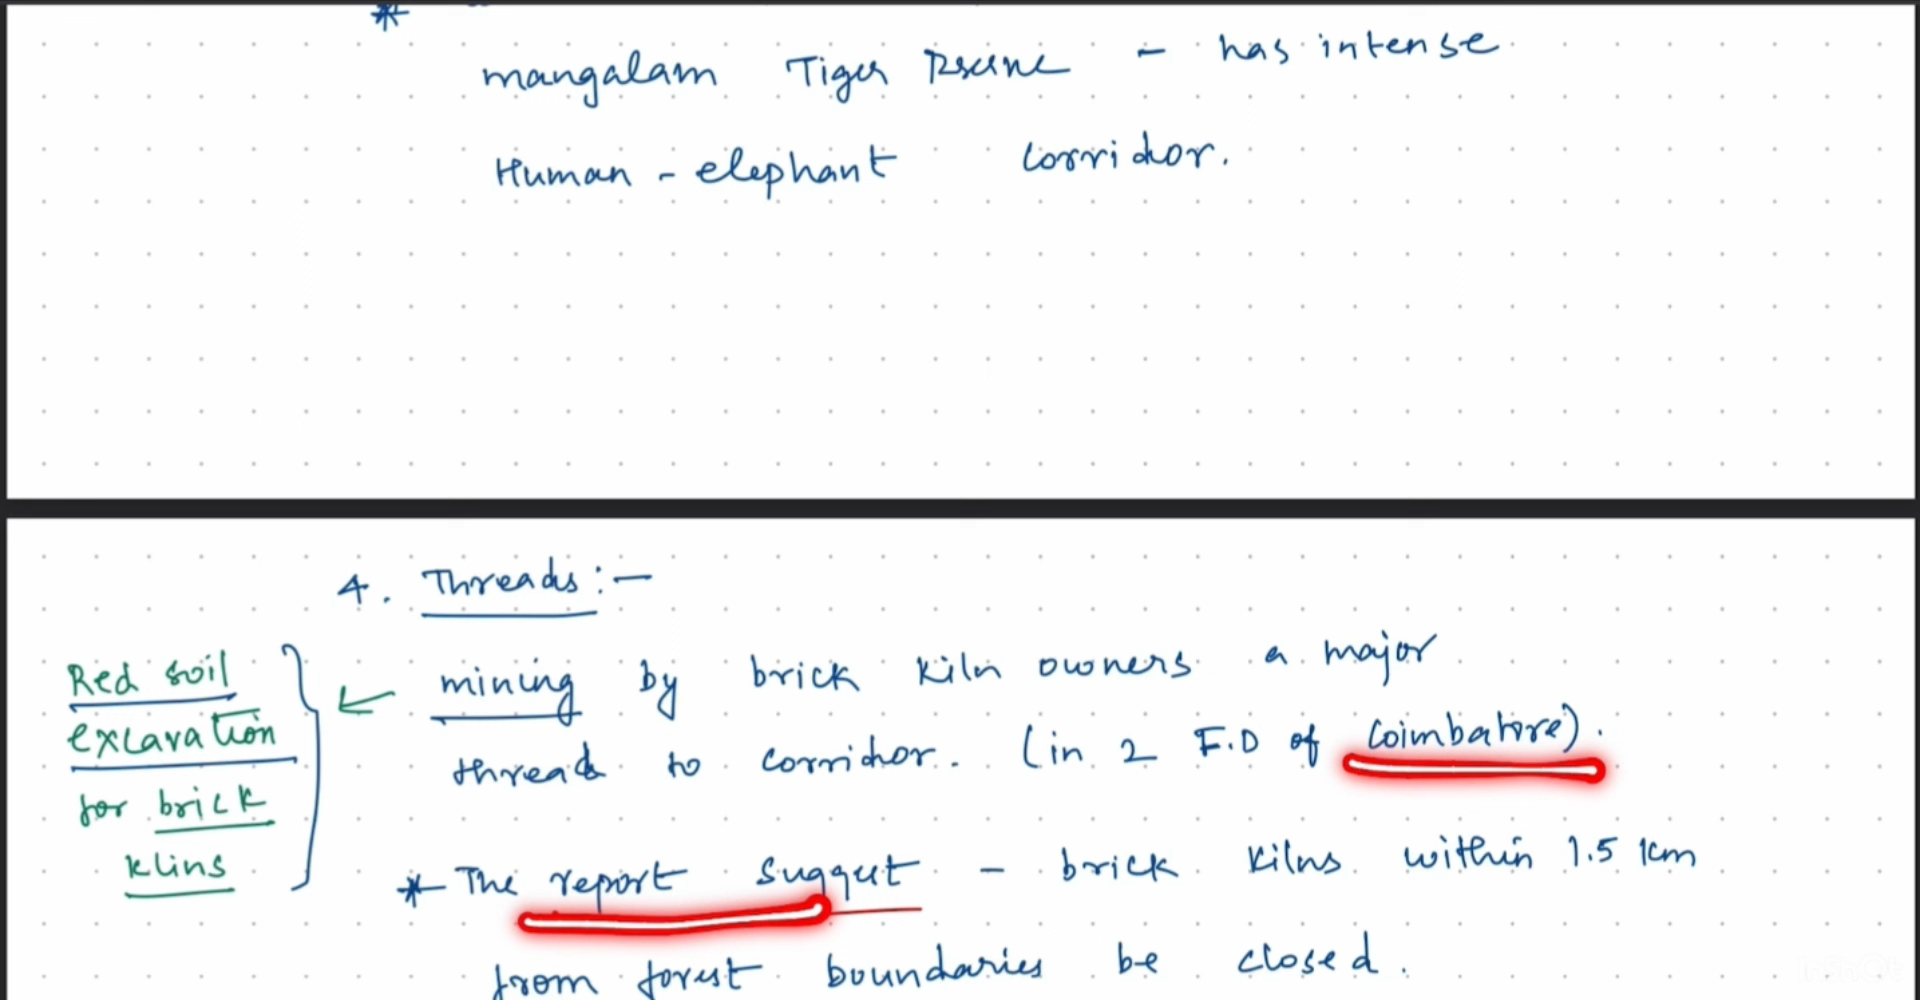 *
mangalam Tiger Reserve - has intense
Human - elephant corridor.
4. Threads :-
mining by brick kiln owners a major
thread to corridor. (in 2 F.D of Coimbatore).
* The report suggest - brick kilns within 1.5 km
from forest boundaries be closed.
Red soil
excavation
for brick
klins